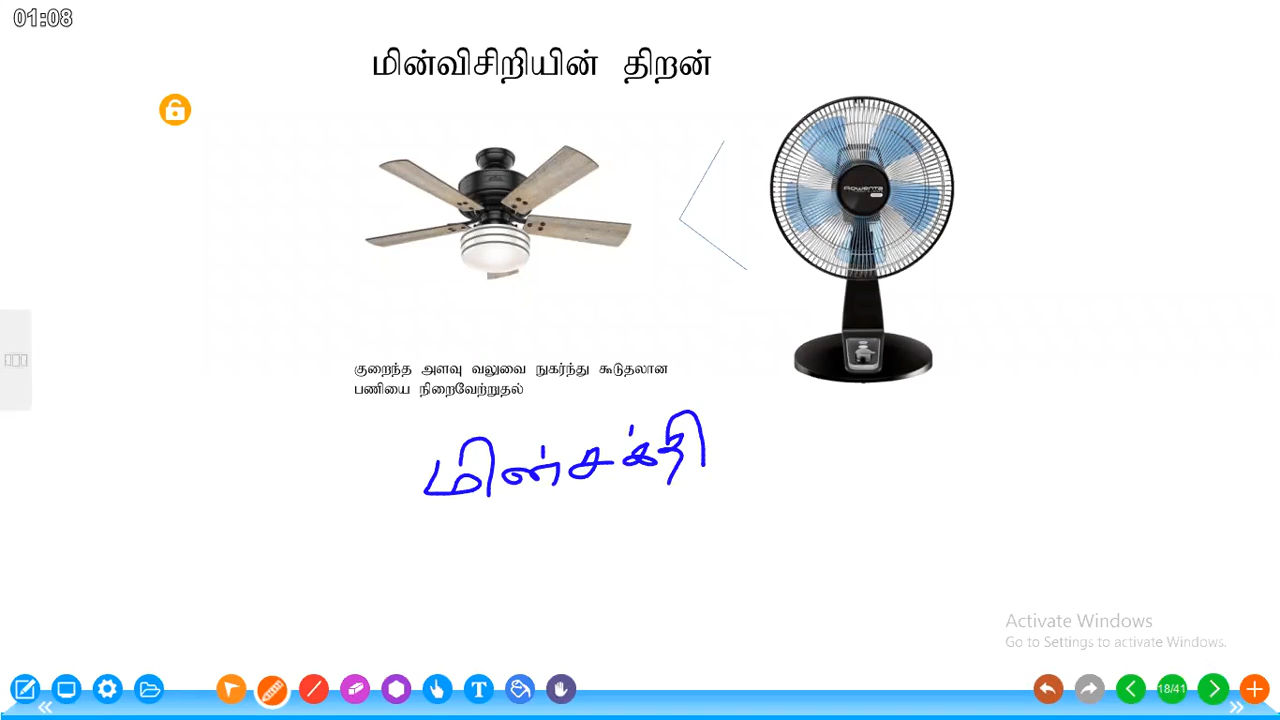 01:08
மின்விசிறியின் திறன்
Rowenta
குறைந்த அளவு வலுவை நுகர்ந்து கூடுதலான
பணியை நிறைவேற்றுதல்
மின்சக்தி
Activate Windows
Go to Settings to activate Windows.
18/41